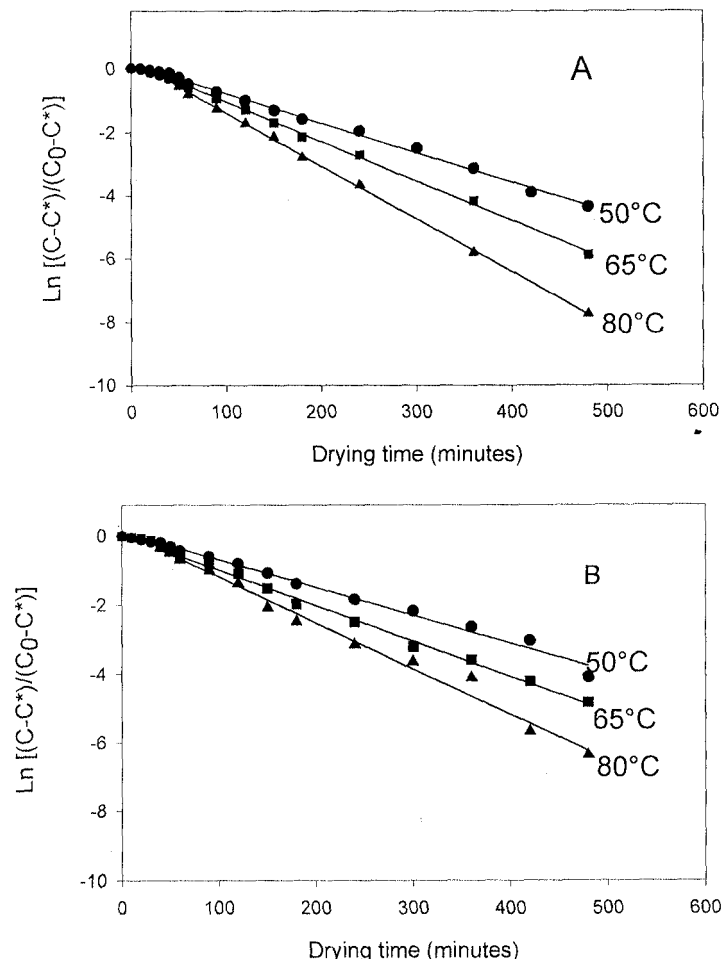 A
0
-2
-4
-6
-8
-10
Ln [(C-C*)/(C0-C*)]
50°C
65°C
80°C
0 100 200 300 400 500 600
Drying time (minutes)
B
0
-2
-4
-6
-8
-10
Ln [(C-C*)/(C0-C*)]
50°C
65°C
80°C
0 100 200 300 400 500 600
Drying time (minutes)